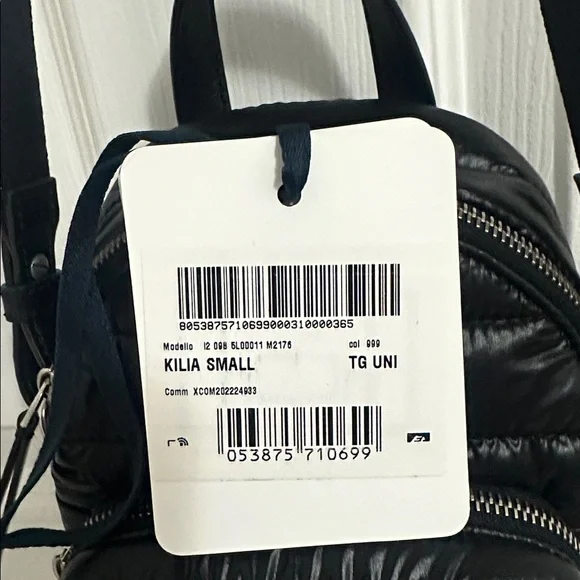 8053875710699000310000365
Modello I2 09B 5L00011 M2176 col 999
KILIA SMALL TG UNI
Comm XCOM202224933
053875 710699